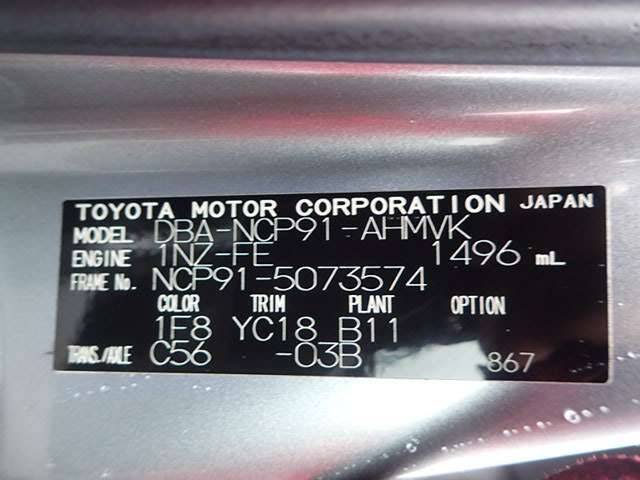 TOYOTA MOTOR CORPORATION JAPAN
MODEL DBA-NCP91-AHMVK
ENGINE 1NZ-FE 1496 mL
FRAME No. NCP91-5073574
COLOR TRIM PLANT OPTION
1F8 YC18 B11
TRANS./AXLE C56 -03B 867